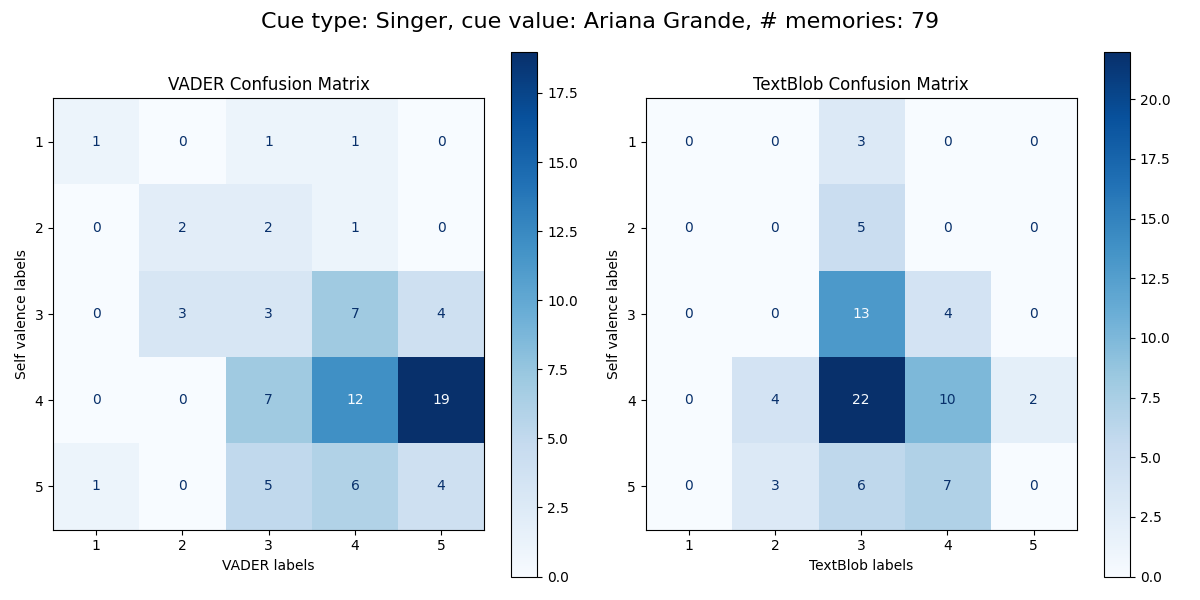 Cue type: Singer, cue value: Ariana Grande, # memories: 79
VADER Confusion Matrix
Self valence labels
1 1 0 1 1 0
2 0 2 2 1 0
3 0 3 3 7 4
4 0 0 7 12 19
5 1 0 5 6 4
1 2 3 4 5
VADER labels
17.5
15.0
12.5
10.0
7.5
5.0
2.5
0.0
TextBlob Confusion Matrix
Self valence labels
1 0 0 3 0 0
2 0 0 5 0 0
3 0 0 13 4 0
4 0 4 22 10 2
5 0 3 6 7 0
1 2 3 4 5
TextBlob labels
20.0
17.5
15.0
12.5
10.0
7.5
5.0
2.5
0.0